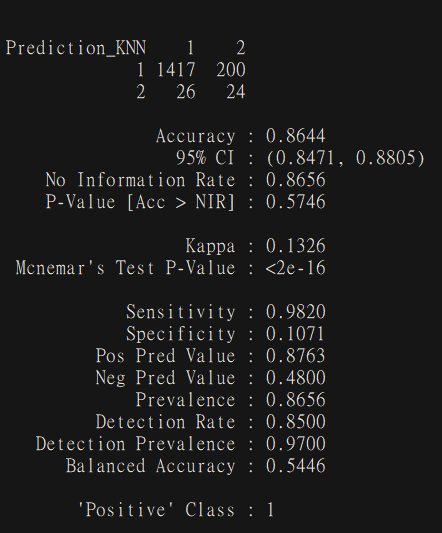 Prediction_KNN 1 2
1 1417 200
2 26 24
Accuracy : 0.8644
95% CI : (0.8471, 0.8805)
No Information Rate : 0.8656
P-Value [Acc > NIR] : 0.5746
Kappa : 0.1326
Mcnemar's Test P-Value : <2e-16
Sensitivity : 0.9820
Specificity : 0.1071
Pos Pred Value : 0.8763
Neg Pred Value : 0.4800
Prevalence : 0.8656
Detection Rate : 0.8500
Detection Prevalence : 0.9700
Balanced Accuracy : 0.5446
'Positive' Class : 1